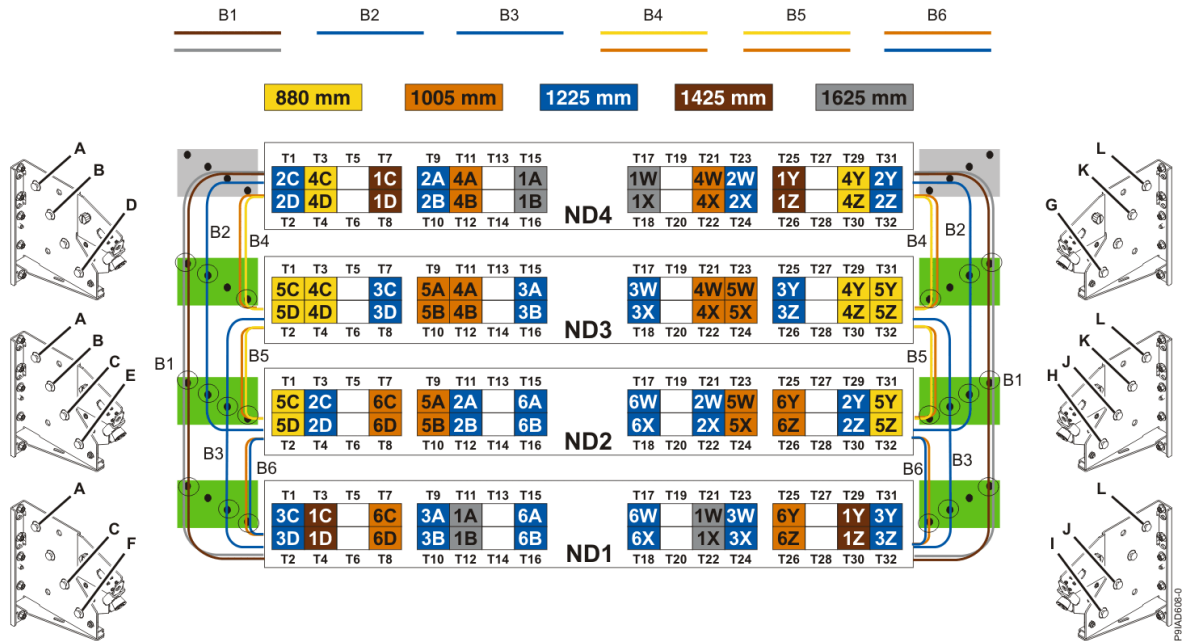 B1 B2 B3 B4 B5 B6
880 mm 1005 mm 1225 mm 1425 mm 1625 mm
A
B
D
A
B
C
E
A
C
F
B2
B4
B1
B5
B3
B6
T1 T3 T5 T7 T9 T11 T13 T15 T17 T19 T21 T23 T25 T27 T29 T31
2C 4C 1C 2A 4A 1A 1W 4W 2W 1Y 4Y 2Y
2D 4D 1D 2B 4B 1B 1X 4X 2X 1Z 4Z 2Z
T2 T4 T6 T8 T10 T12 T14 T16 ND4 T18 T20 T22 T24 T26 T28 T30 T32
T1 T3 T5 T7 T9 T11 T13 T15 T17 T19 T21 T23 T25 T27 T29 T31
5C 4C 3C 5A 4A 3A 3W 4W 5W 3Y 4Y 5Y
5D 4D 3D 5B 4B 3B 3X 4X 5X 3Z 4Z 5Z
T2 T4 T6 T8 T10 T12 T14 T16 ND3 T18 T20 T22 T24 T26 T28 T30 T32
T1 T3 T5 T7 T9 T11 T13 T15 T17 T19 T21 T23 T25 T27 T29 T31
5C 2C 6C 5A 2A 6A 6W 2W 5W 6Y 2Y 5Y
5D 2D 6D 5B 2B 6B 6X 2X 5X 6Z 2Z 5Z
T2 T4 T6 T8 T10 T12 T14 T16 ND2 T18 T20 T22 T24 T26 T28 T30 T32
T1 T3 T5 T7 T9 T11 T13 T15 T17 T19 T21 T23 T25 T27 T29 T31
3C 1C 6C 3A 1A 6A 6W 1W 3W 6Y 1Y 3Y
3D 1D 6D 3B 1B 6B 6X 1X 3X 6Z 1Z 3Z
T2 T4 T6 T8 T10 T12 T14 T16 ND1 T18 T20 T22 T24 T26 T28 T30 T32
B4
B2
B5
B1
B6
B3
L
K
G
L
K
J
H
L
J
I
P9IAD608-0